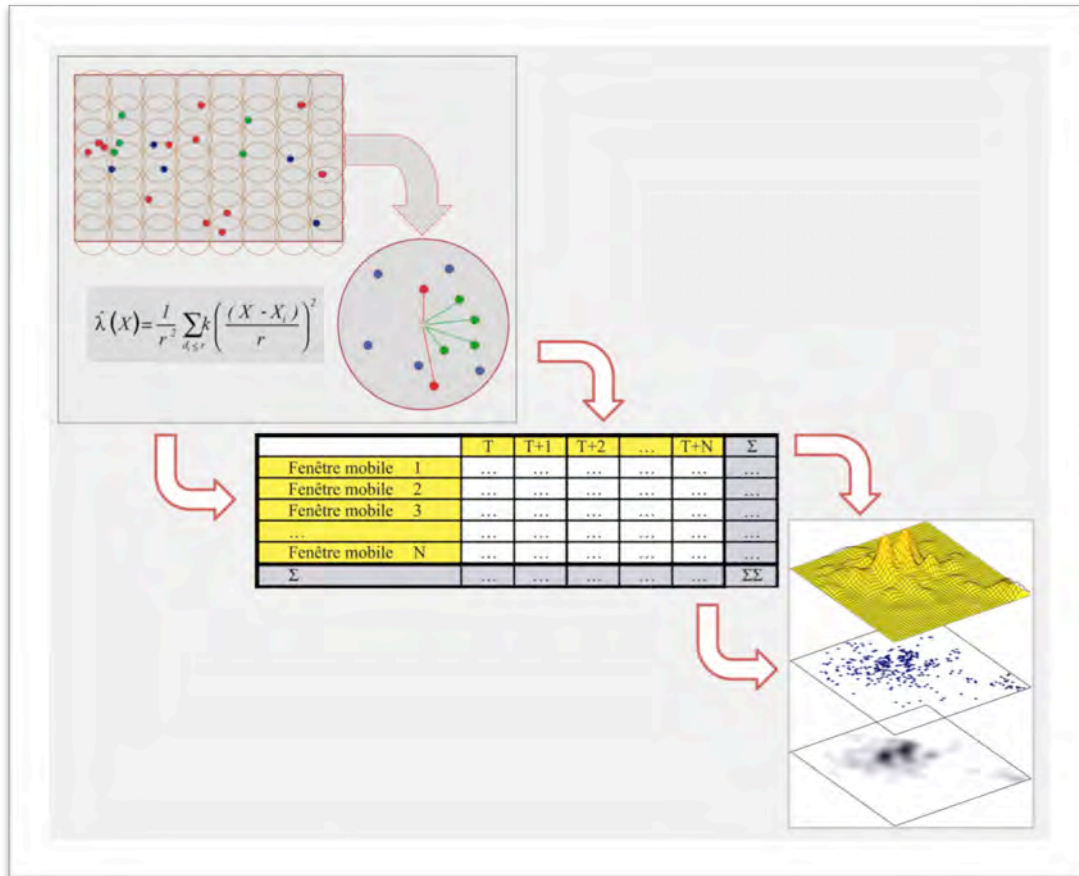 λ̂(X)=1/r² ∑ k((X - Xᵢ)/r)²
dᵢ ≤ r
T T+1 T+2 ... T+N Σ
Fenêtre mobile 1 ... ... ... ... ... ...
Fenêtre mobile 2 ... ... ... ... ... ...
Fenêtre mobile 3 ... ... ... ... ... ...
... ... ... ... ... ... ...
Fenêtre mobile N ... ... ... ... ... ...
Σ ... ... ... ... ... ΣΣ